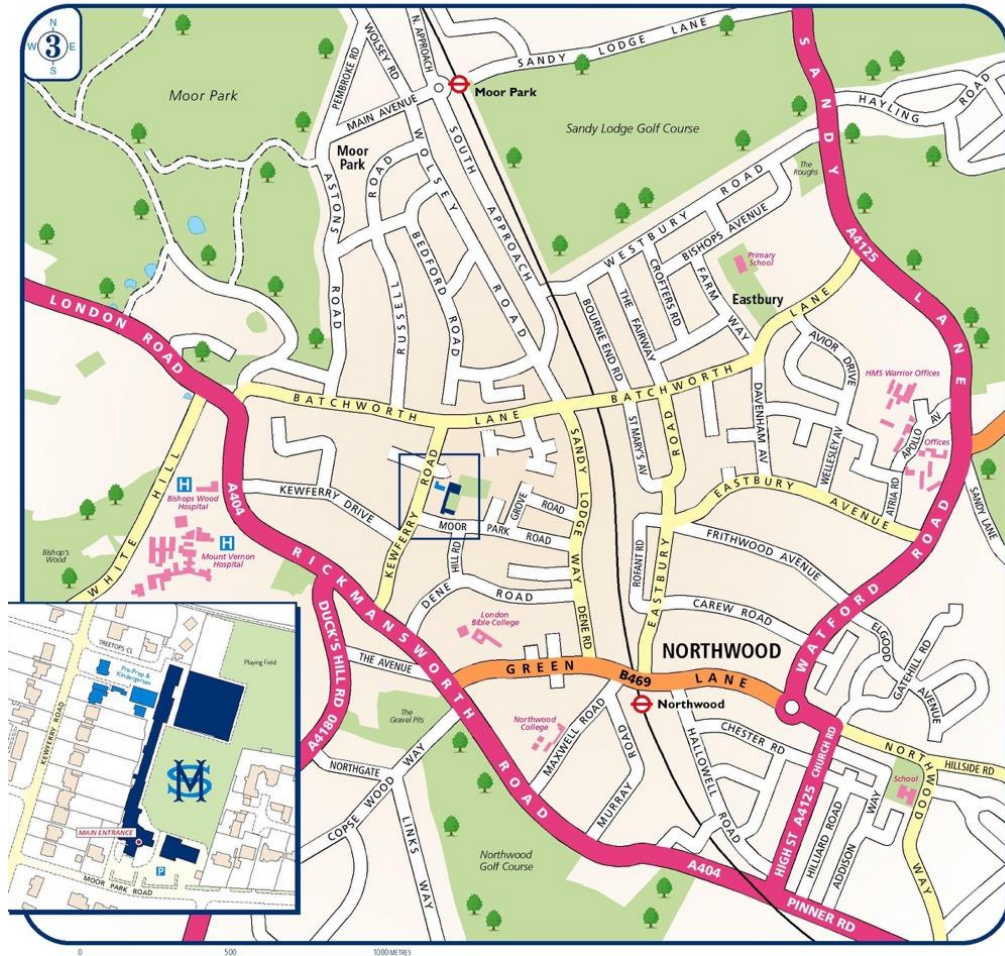 N
W 3 E
S
Moor Park
PEMBROKE RD
WOLSEY RD
N. APPROACH
SANDY LODGE LANE
Moor Park
MAIN AVENUE
Moor
Park
Sandy Lodge Golf Course
SANDY LANE
A4125
HAYLING ROAD
The
Roughs
ASTONS ROAD
ROAD
RUSSELL
WOLSEY ROAD
BEDFORD ROAD
SOUTH APPROACH
WESTBURY ROAD
BISHOPS AVENUE
CROFTERS RD
FARM WAY
THE FAIRWAY
BOURNE END RD
Primary
School
Eastbury
LONDON ROAD
BATCHWORTH LANE
BATCHWORTH LANE
AVIOR DRIVE
HMS Warrior Offices
Offices
APOLLO AV
ATRIA RD
WELLESLEY AV
DAVENHAM AV
ST MARY'S AV
EASTBURY AVENUE
SANDY LANE
WHITE HILL
H
Bishops Wood
Hospital
H
Mount Vernon
Hospital
Bishop's
Wood
A404
KEWFERRY DRIVE
KEWFERRY ROAD
MOOR PARK ROAD
GROVE ROAD
HILL RD
DENE ROAD
SANDY LODGE WAY
DENE RD
ROFANT RD
EASTBURY ROAD
FRITHWOOD AVENUE
CAREW ROAD
WATFORD ROAD
ELGOOD
GATEHILL RD
AVENUE
London
Bible College
RICKMANSWORTH ROAD
DUCK'S HILL RD
A4180
THE AVENUE
GREEN LANE
B469
NORTHWOOD
Northwood
The
Gravel Pits
Northwood
College
MAXWELL ROAD
MURRAY ROAD
HALLOWELL ROAD
CHESTER RD
CHURCH RD
HIGH ST A4125
HILLIARD ROAD
ADDISON WAY
School
NORTHWOOD WAY
HILLSIDE RD
NORTHGATE
COPSE WOOD WAY
LINKS WAY
Northwood
Golf Course
A404
PINNER RD
TREETOPS CL
Pre-Prep &
Kindergarten
Playing Field
KEWFERRY ROAD
MS
MAIN ENTRANCE
P
MOOR PARK ROAD
0 500 1000 METRES